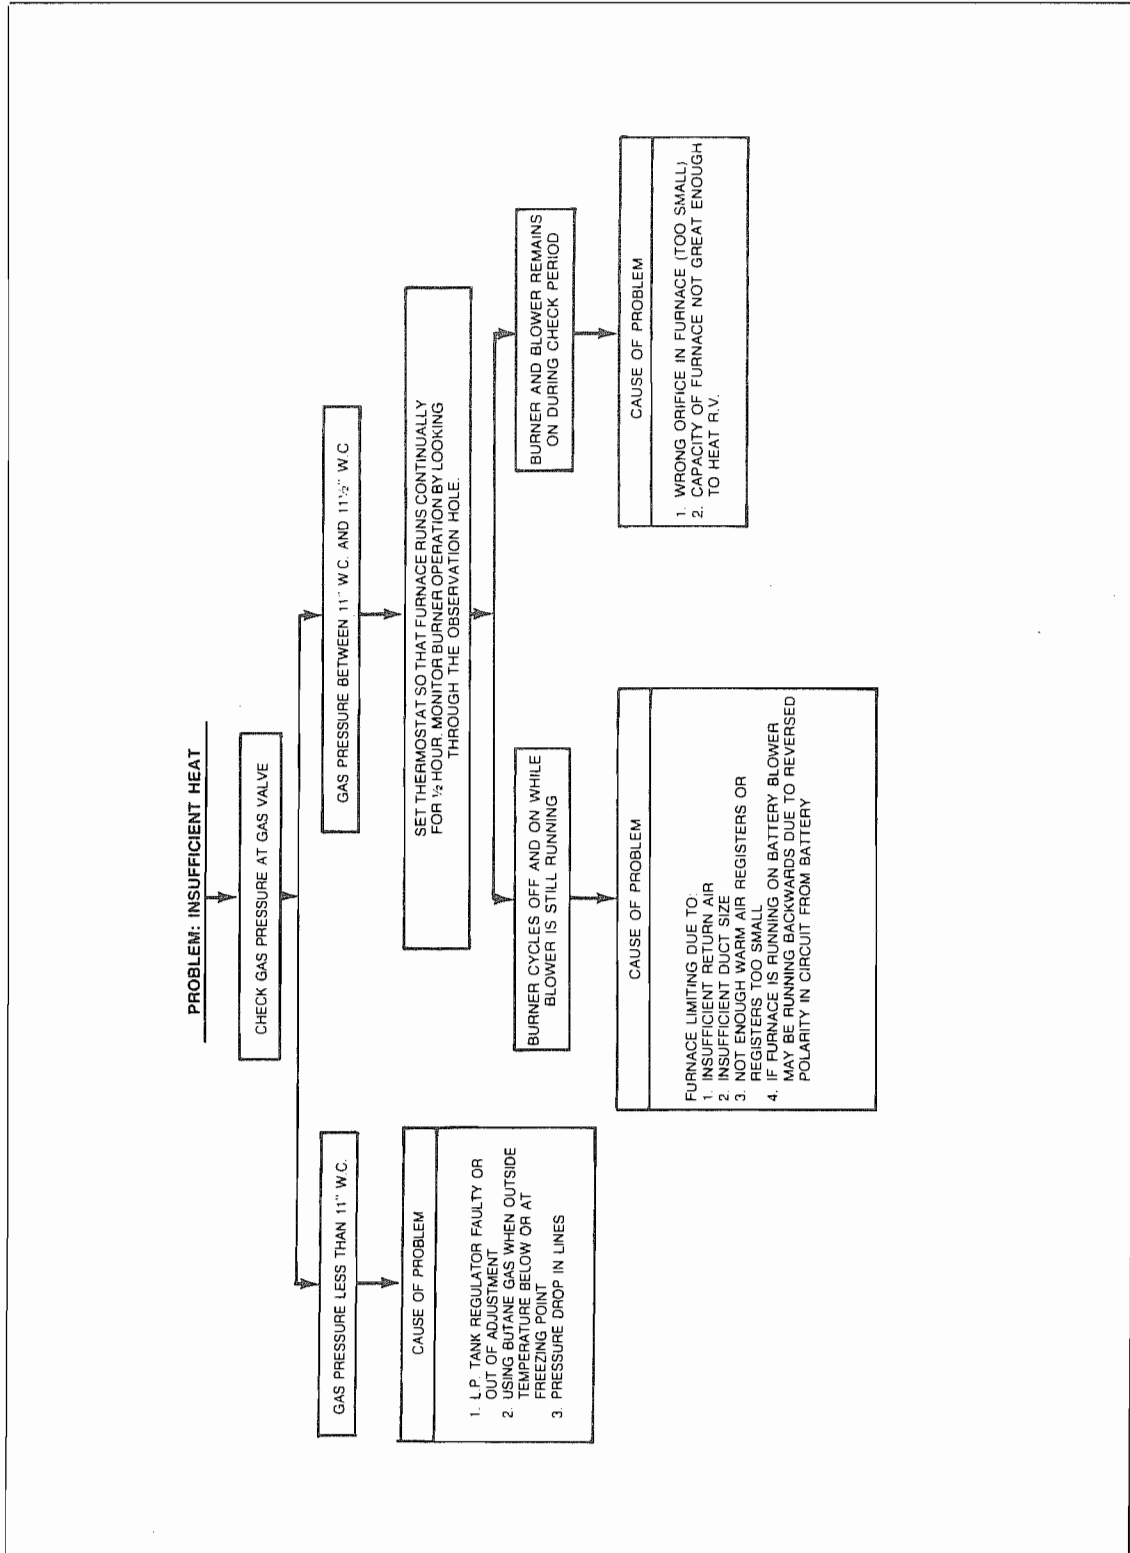 PROBLEM: INSUFFICIENT HEAT
CHECK GAS PRESSURE AT GAS VALVE
GAS PRESSURE LESS THAN 11" W.C.
CAUSE OF PROBLEM
1. L.P. TANK REGULATOR FAULTY OR
OUT OF ADJUSTMENT
2. USING BUTANE GAS WHEN OUTSIDE
TEMPERATURE BELOW OR AT
FREEZING POINT
3. PRESSURE DROP IN LINES
GAS PRESSURE BETWEEN 11" W.C. AND 11½" W.C
SET THERMOSTAT SO THAT FURNACE RUNS CONTINUALLY
FOR ½ HOUR. MONITOR BURNER OPERATION BY LOOKING
THROUGH THE OBSERVATION HOLE.
BURNER CYCLES OFF AND ON WHILE
BLOWER IS STILL RUNNING
CAUSE OF PROBLEM
FURNACE LIMITING DUE TO:
1. INSUFFICIENT RETURN AIR
2. INSUFFICIENT DUCT SIZE
3. NOT ENOUGH WARM AIR REGISTERS OR
REGISTERS TOO SMALL
4. IF FURNACE IS RUNNING ON BATTERY BLOWER
MAY BE RUNNING BACKWARDS DUE TO REVERSED
POLARITY IN CIRCUIT FROM BATTERY
BURNER AND BLOWER REMAINS
ON DURING CHECK PERIOD
CAUSE OF PROBLEM
1. WRONG ORIFICE IN FURNACE (TOO SMALL)
2. CAPACITY OF FURNACE NOT GREAT ENOUGH
TO HEAT R.V.